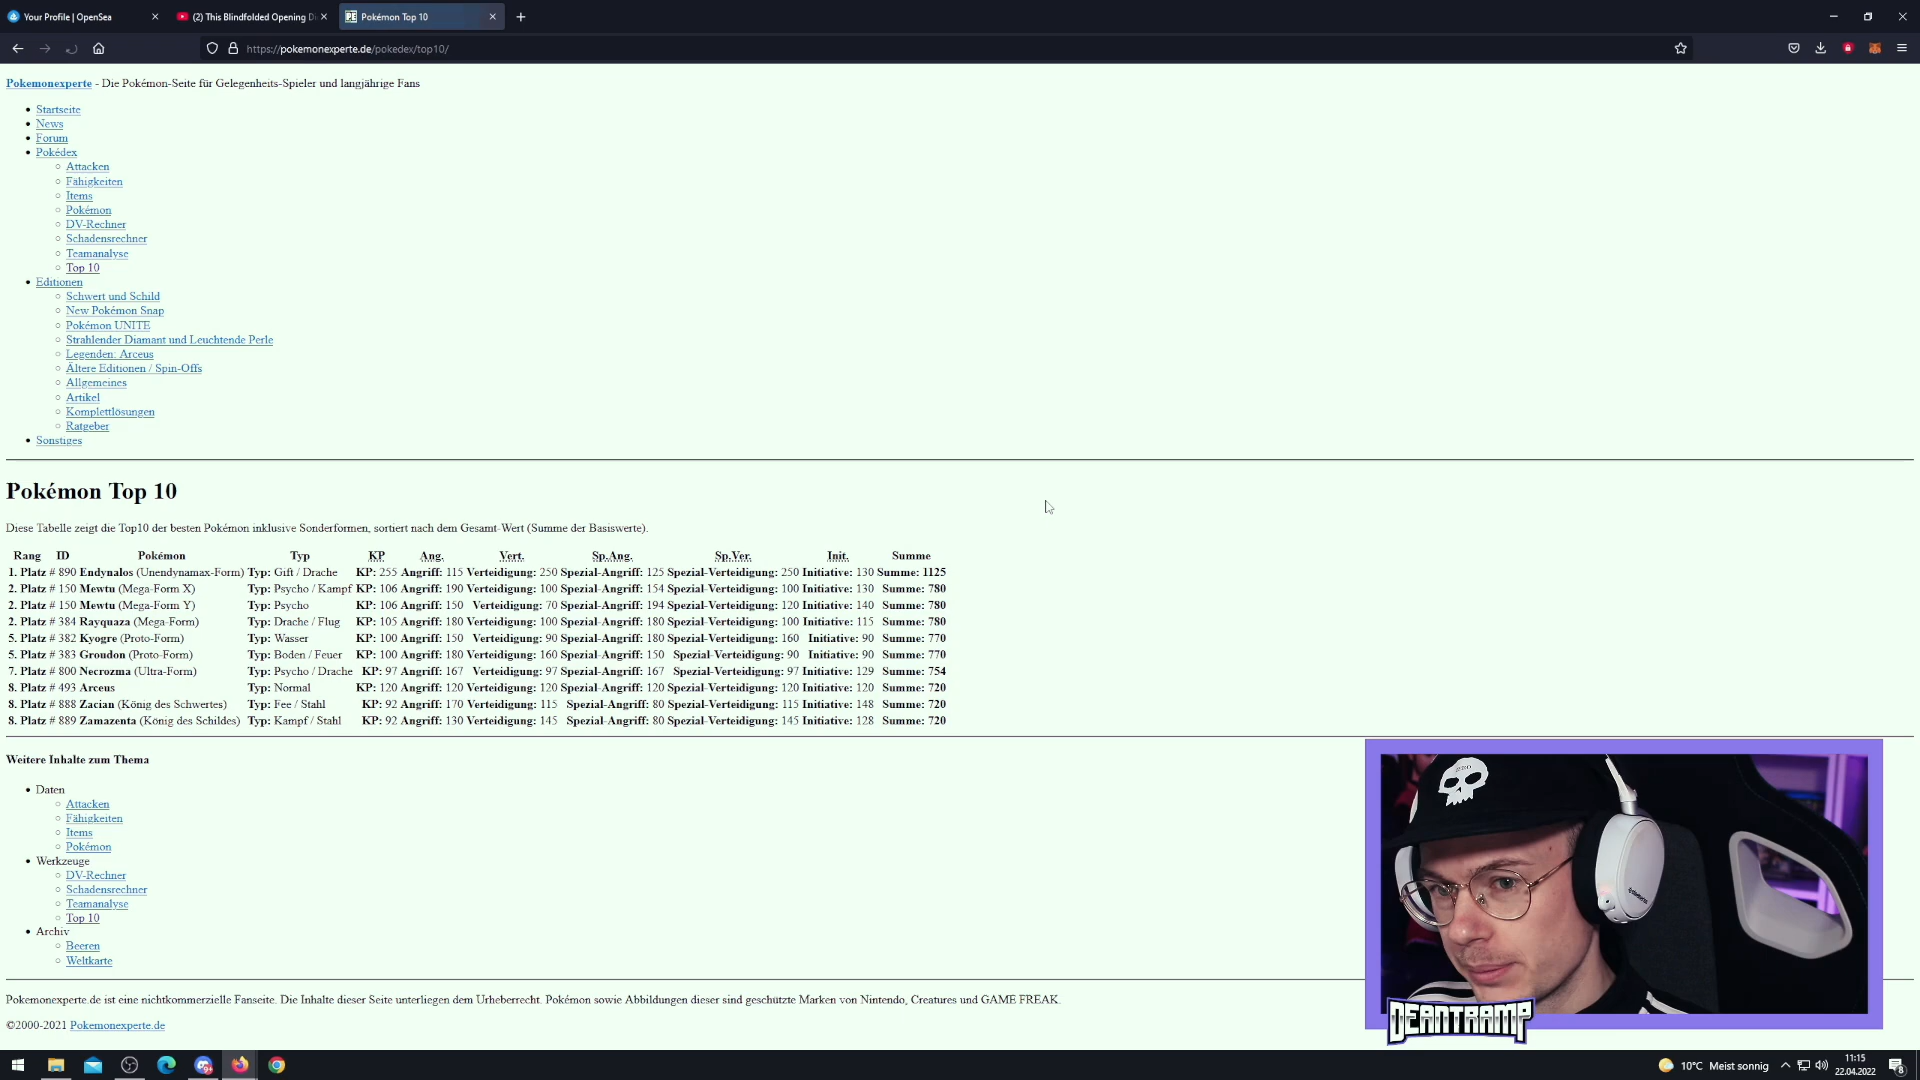 Your Profile | OpenSea
(2) This Blindfolded Opening D
Pokémon Top 10
https://pokemonexperte.de/pokedex/top10/
Pokemonexperte - Die Pokémon-Seite für Gelegenheits-Spieler und langjährige Fans
Startseite
News
Forum
Pokédex
Attacken
Fähigkeiten
Items
Pokémon
DV-Rechner
Schadensrechner
Teamanalyse
Top 10
Editionen
Schwert und Schild
New Pokémon Snap
Pokémon UNITE
Strahlender Diamant und Leuchtende Perle
Legenden: Arceus
Ältere Editionen / Spin-Offs
Allgemeines
Artikel
Komplettlösungen
Ratgeber
Sonstiges
Pokémon Top 10
Diese Tabelle zeigt die Top10 der besten Pokémon inklusive Sonderformen, sortiert nach dem Gesamt-Wert (Summe der Basiswerte).
Rang ID Pokémon Typ KP Ang. Vert. Sp.Ang. Sp.Ver. Init. Summe
1. Platz # 890 Endynalos (Unendynamax-Form) Typ: Gift / Drache KP: 255 Angriff: 115 Verteidigung: 250 Spezial-Angriff: 125 Spezial-Verteidigung: 250 Initiative: 130 Summe: 1125
2. Platz # 150 Mewtu (Mega-Form X) Typ: Psycho / Kampf KP: 106 Angriff: 190 Verteidigung: 100 Spezial-Angriff: 154 Spezial-Verteidigung: 100 Initiative: 130 Summe: 780
2. Platz # 150 Mewtu (Mega-Form Y) Typ: Psycho KP: 106 Angriff: 150 Verteidigung: 70 Spezial-Angriff: 194 Spezial-Verteidigung: 120 Initiative: 140 Summe: 780
2. Platz # 384 Rayquaza (Mega-Form) Typ: Drache / Flug KP: 105 Angriff: 180 Verteidigung: 100 Spezial-Angriff: 180 Spezial-Verteidigung: 100 Initiative: 115 Summe: 780
5. Platz # 382 Kyogre (Proto-Form) Typ: Wasser KP: 100 Angriff: 150 Verteidigung: 90 Spezial-Angriff: 180 Spezial-Verteidigung: 160 Initiative: 90 Summe: 770
5. Platz # 383 Groudon (Proto-Form) Typ: Boden / Feuer KP: 100 Angriff: 180 Verteidigung: 160 Spezial-Angriff: 150 Spezial-Verteidigung: 90 Initiative: 90 Summe: 770
7. Platz # 800 Necrozma (Ultra-Form) Typ: Psycho / Drache KP: 97 Angriff: 167 Verteidigung: 97 Spezial-Angriff: 167 Spezial-Verteidigung: 97 Initiative: 129 Summe: 754
8. Platz # 493 Arceus Typ: Normal KP: 120 Angriff: 120 Verteidigung: 120 Spezial-Angriff: 120 Spezial-Verteidigung: 120 Initiative: 120 Summe: 720
8. Platz # 888 Zacian (König des Schwertes) Typ: Fee / Stahl KP: 92 Angriff: 170 Verteidigung: 115 Spezial-Angriff: 80 Spezial-Verteidigung: 115 Initiative: 148 Summe: 720
8. Platz # 889 Zamazenta (König des Schildes) Typ: Kampf / Stahl KP: 92 Angriff: 130 Verteidigung: 145 Spezial-Angriff: 80 Spezial-Verteidigung: 145 Initiative: 128 Summe: 720
Weitere Inhalte zum Thema
Daten
Attacken
Fähigkeiten
Items
Pokémon
Werkzeuge
DV-Rechner
Schadensrechner
Teamanalyse
Top 10
Archiv
Beeren
Weltkarte
Pokemonexperte.de ist eine nichtkommerzielle Fanseite. Die Inhalte dieser Seite unterliegen dem Urheberrecht. Pokémon sowie Abbildungen dieser sind geschützte Marken von Nintendo, Creatures und GAME FREAK.
©2000-2021 Pokemonexperte.de
DEANTRAMP
10°C Meist sonnig
11:15
22.04.2022